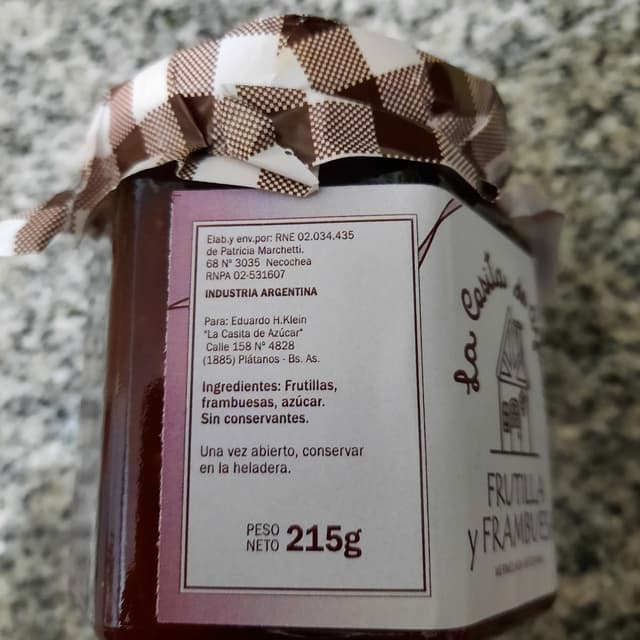 Elab.y env.por: RNE 02.034.435
de Patricia Marchetti.
68 N° 3035 Necochea
RNPA 02-531607
INDUSTRIA ARGENTINA
Para: Eduardo H.Klein
"La Casita de Azúcar"
Calle 158 N° 4828
(1885) Plátanos - Bs. As.
Ingredientes: Frutillas,
frambuesas, azúcar.
Sin conservantes.
Una vez abierto, conservar
en la heladera.
PESO
NETO 215g
La Casita de
FRUTILLA
y FRAMBUES